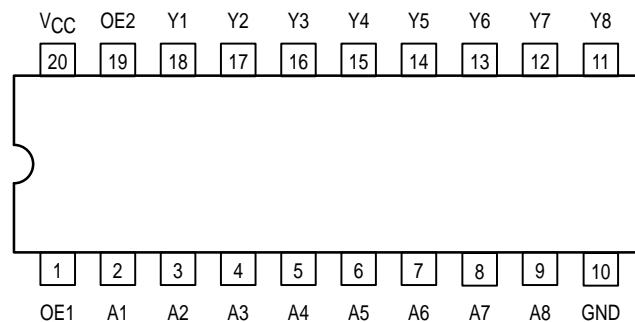 VCC OE2 Y1 Y2 Y3 Y4 Y5 Y6 Y7 Y8
20 19 18 17 16 15 14 13 12 11
1 2 3 4 5 6 7 8 9 10
OE1 A1 A2 A3 A4 A5 A6 A7 A8 GND